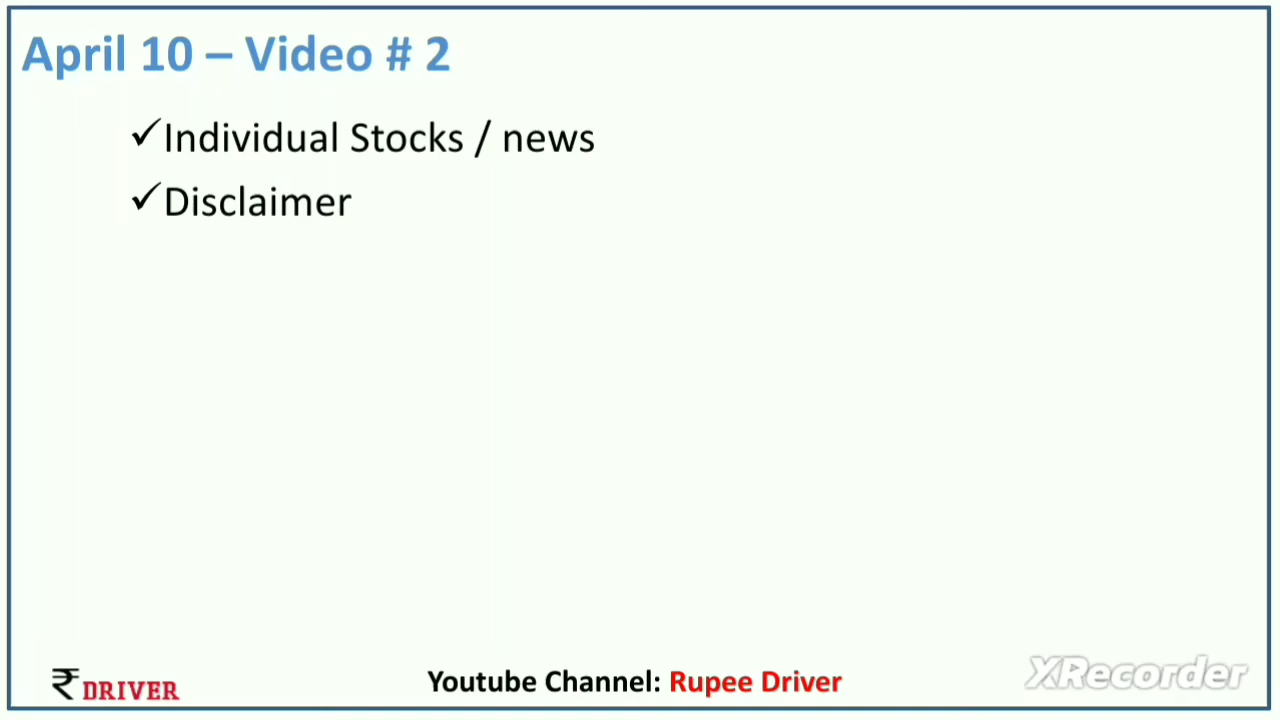 April 10 – Video # 2
✓Individual Stocks / news
✓Disclaimer
₹ DRIVER
Youtube Channel: Rupee Driver
XRecorder